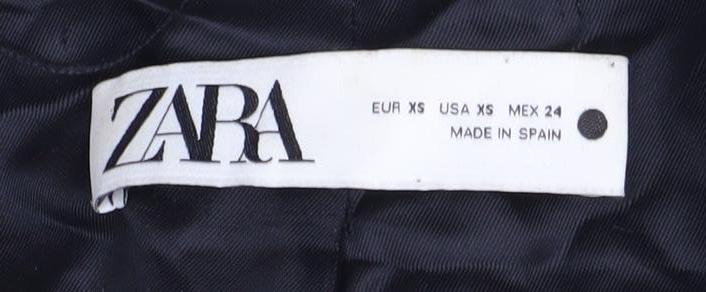 ZARA
EUR XS USA XS MEX 24
MADE IN SPAIN